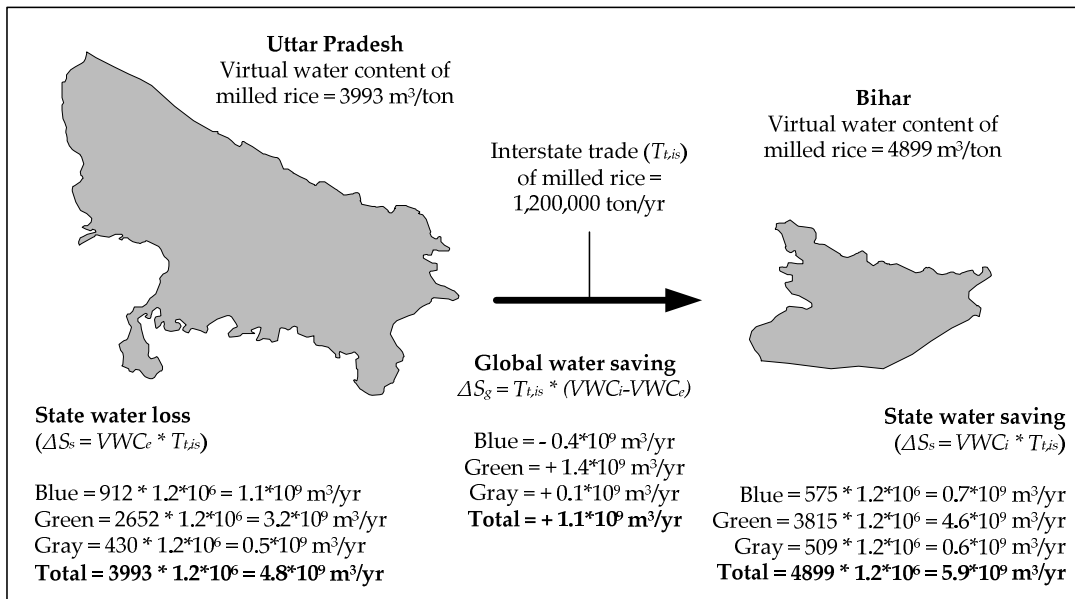 Uttar Pradesh
Virtual water content of
milled rice = 3993 m³/ton
Bihar
Virtual water content of
milled rice = 4899 m³/ton
Interstate trade (Tₜ,ᵢₛ)
of milled rice =
1,200,000 ton/yr
State water loss
(ΔSₛ = VWCₑ * Tₜ,ᵢₛ)
Blue = 912 * 1.2*10⁶ = 1.1*10⁹ m³/yr
Green = 2652 * 1.2*10⁶ = 3.2*10⁹ m³/yr
Gray = 430 * 1.2*10⁶ = 0.5*10⁹ m³/yr
Total = 3993 * 1.2*10⁶ = 4.8*10⁹ m³/yr
Global water saving
ΔS_g = Tₜ,ᵢₛ * (VWCᵢ-VWCₑ)
Blue = - 0.4*10⁹ m³/yr
Green = + 1.4*10⁹ m³/yr
Gray = + 0.1*10⁹ m³/yr
Total = + 1.1*10⁹ m³/yr
State water saving
(ΔSₛ = VWCᵢ * Tₜ,ᵢₛ)
Blue = 575 * 1.2*10⁶ = 0.7*10⁹ m³/yr
Green = 3815 * 1.2*10⁶ = 4.6*10⁹ m³/yr
Gray = 509 * 1.2*10⁶ = 0.6*10⁹ m³/yr
Total = 4899 * 1.2*10⁶ = 5.9*10⁹ m³/yr